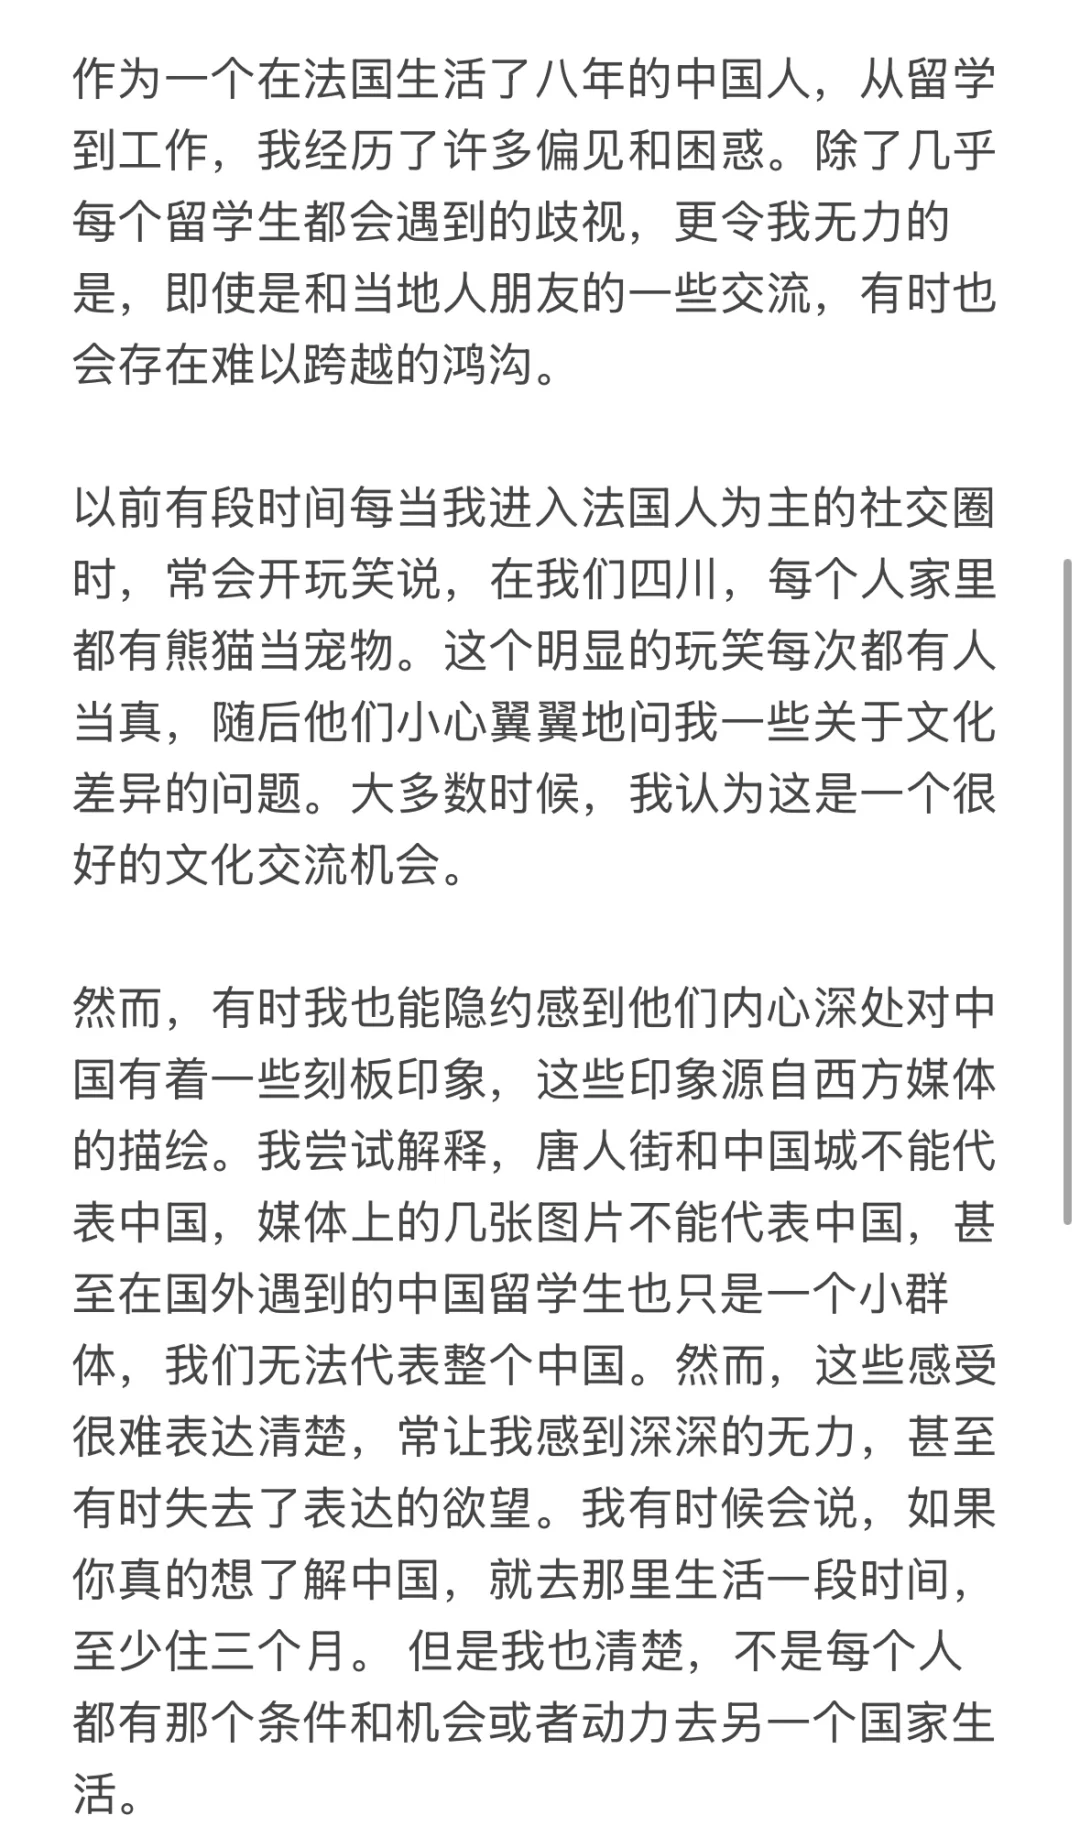 作为一个在法国生活了八年的中国人，从留学
到工作，我经历了许多偏见和困惑。除了几乎
每个留学生都会遇到的歧视，更令我无力的
是，即使是和当地人朋友的一些交流，有时也
会存在难以跨越的鸿沟。
以前有段时间每当我进入法国人为主的社交圈
时，常会开玩笑说，在我们四川，每个人家里
都有熊猫当宠物。这个明显的玩笑每次都有人
当真，随后他们小心翼翼地问我一些关于文化
差异的问题。大多数时候，我认为这是一个很
好的文化交流机会。
然而，有时我也能隐约感到他们内心深处对中
国有着一些刻板印象，这些印象源自西方媒体
的描绘。我尝试解释，唐人街和中国城不能代
表中国，媒体上的几张图片不能代表中国，甚
至在国外遇到的中国留学生也只是一个小群
体，我们无法代表整个中国。然而，这些感受
很难表达清楚，常让我感到深深的无力，甚至
有时失去了表达的欲望。我有时候会说，如果
你真的想了解中国，就去那里生活一段时间，
至少住三个月。 但是我也清楚，不是每个人
都有那个条件和机会或者动力去另一个国家生
活。